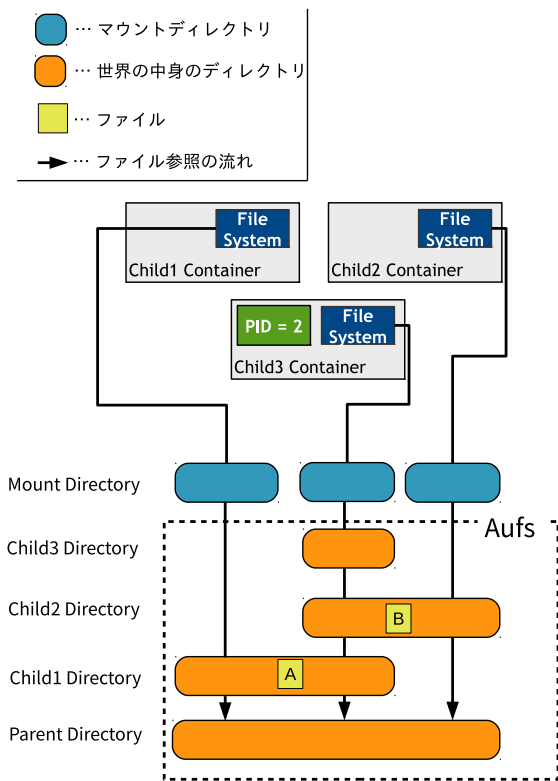 … マウントディレクトリ
… 世界の中身のディレクトリ
… ファイル
… ファイル参照の流れ
File
System
Child1 Container
File
System
Child2 Container
PID = 2
File
System
Child3 Container
Mount Directory
Aufs
Child3 Directory
Child2 Directory
B
Child1 Directory
A
Parent Directory